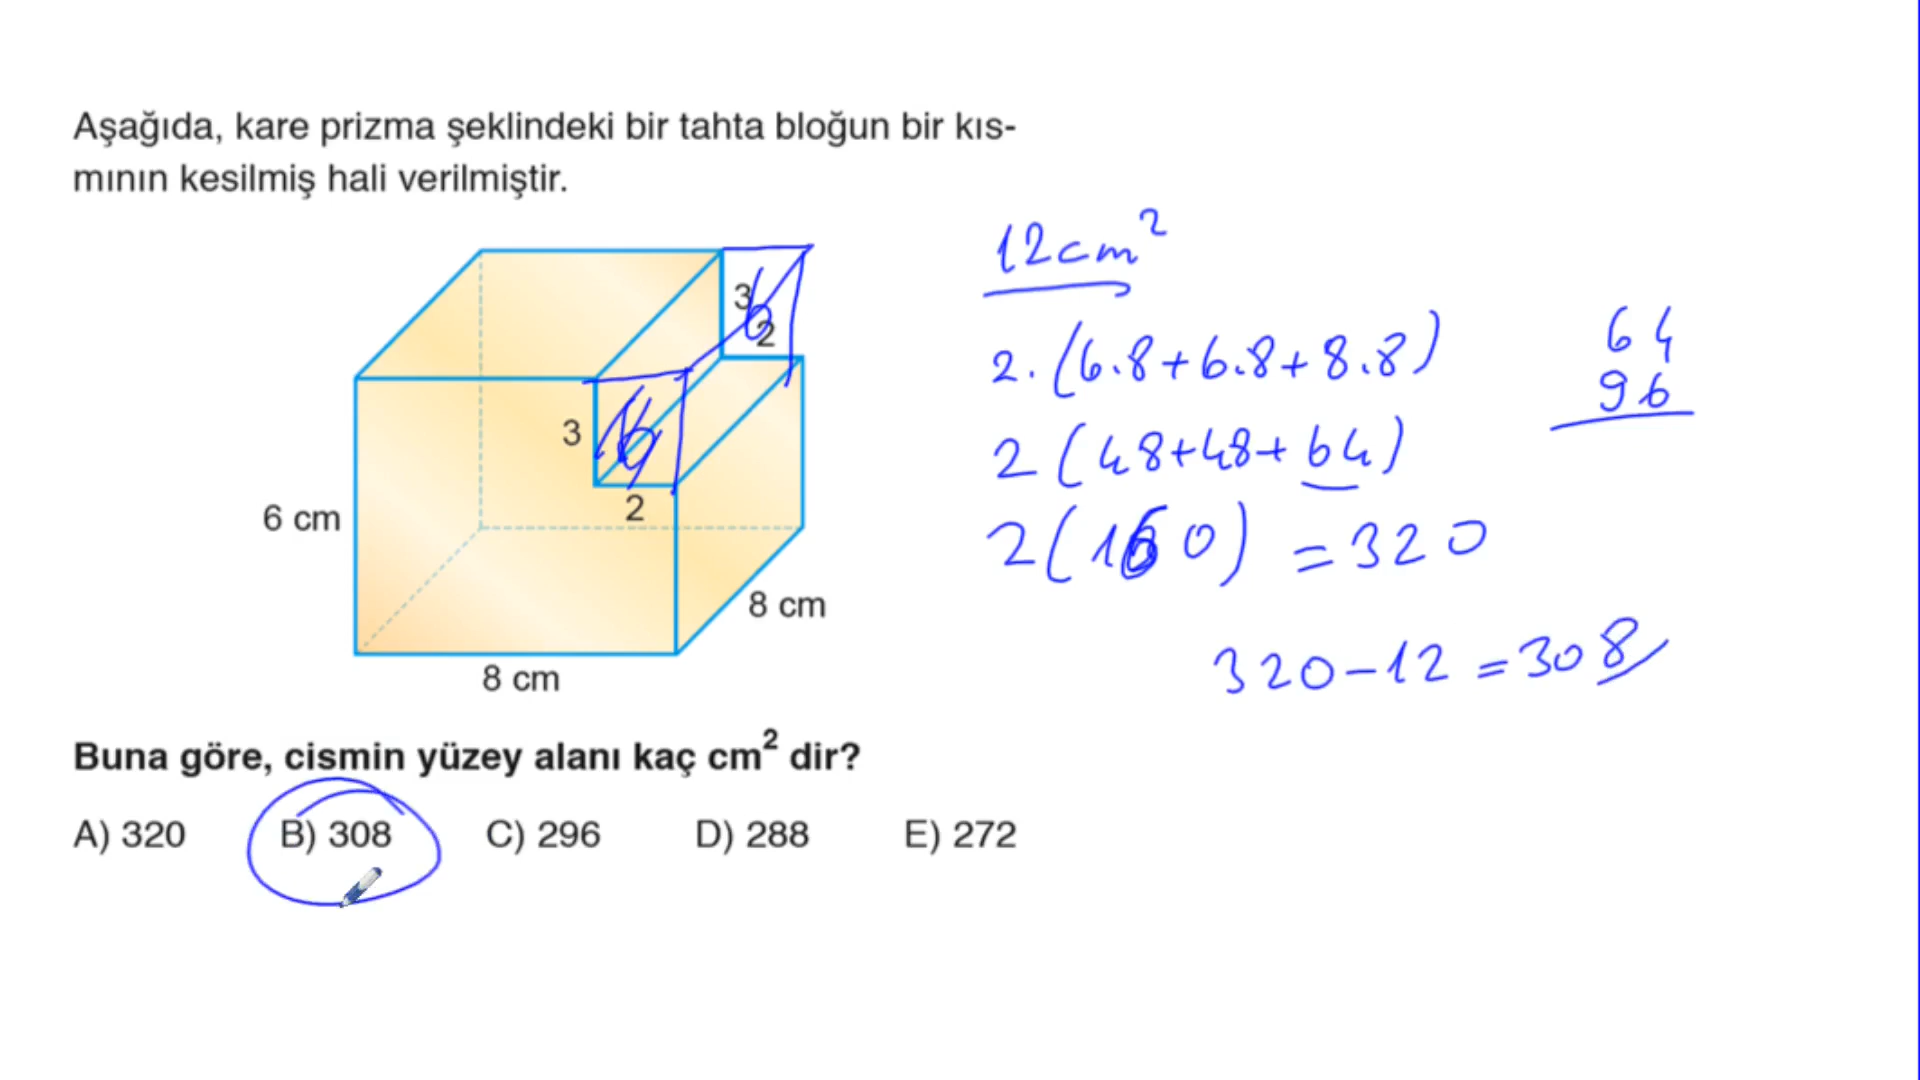 Aşağıda, kare prizma şeklindeki bir tahta bloğun bir kıs-
mının kesilmiş hali verilmiştir.
3
6
2
3
6
2
6 cm
8 cm
8 cm
12cm²
2.(6.8+6.8+8.8)
2(48+48+64)
2(160) =320
320-12=308
64
96
Buna göre, cismin yüzey alanı kaç cm² dir?
A) 320 B) 308 C) 296 D) 288 E) 272